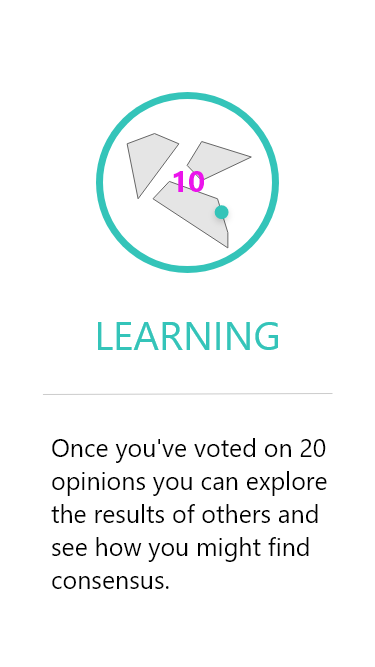 10
LEARNING
Once you've voted on 20
opinions you can explore
the results of others and
see how you might find
consensus.